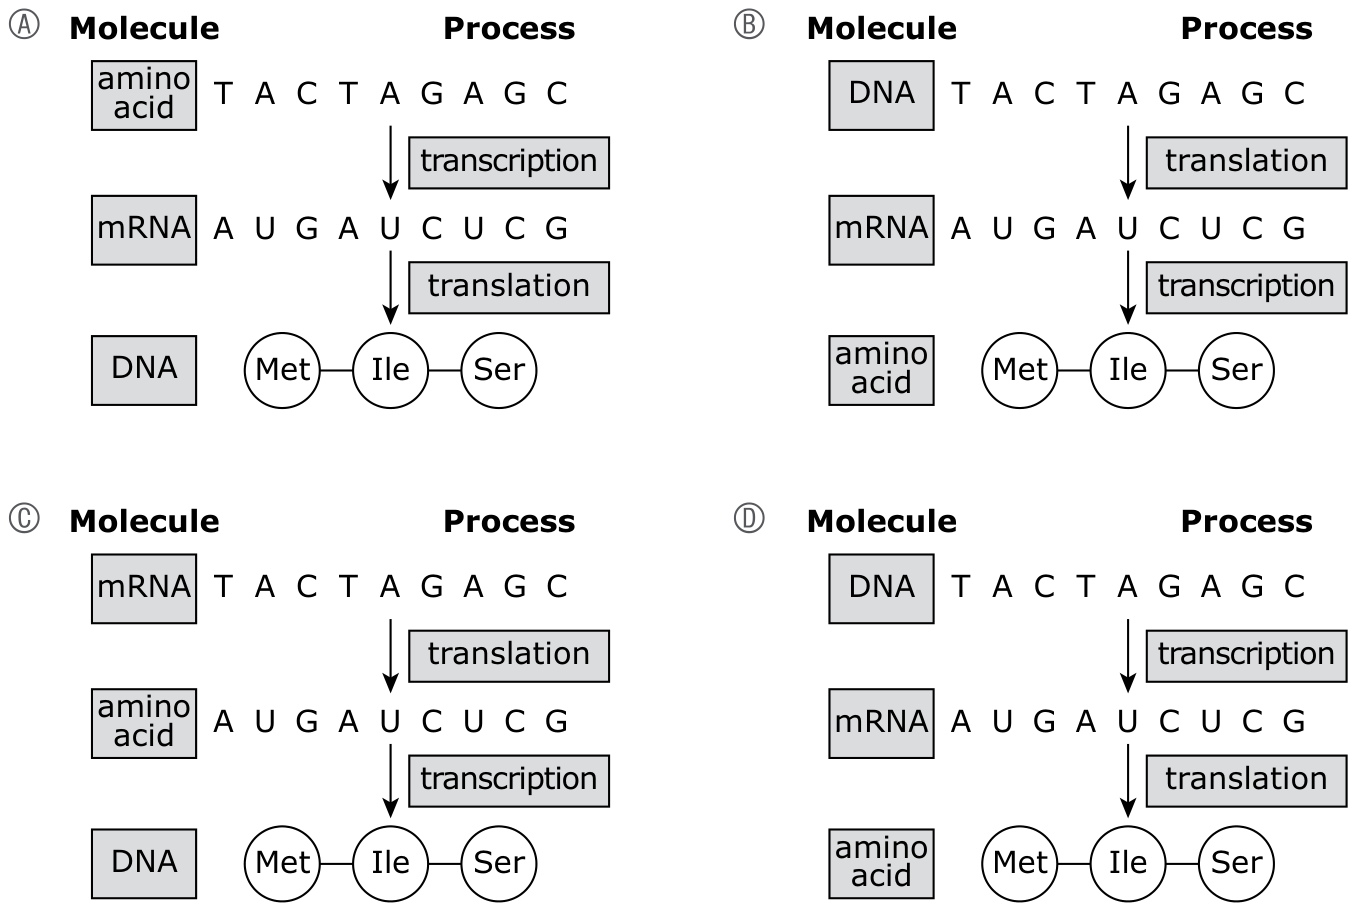 Ⓐ Molecule Process
amino
acid
T A C T A G A G C
transcription
mRNA A U G A U C U C G
translation
DNA Met Ile Ser
Ⓑ Molecule Process
DNA T A C T A G A G C
translation
mRNA A U G A U C U C G
transcription
amino
acid
Met Ile Ser
Ⓒ Molecule Process
mRNA T A C T A G A G C
translation
amino
acid
A U G A U C U C G
transcription
DNA Met Ile Ser
Ⓓ Molecule Process
DNA T A C T A G A G C
transcription
mRNA A U G A U C U C G
translation
amino
acid
Met Ile Ser